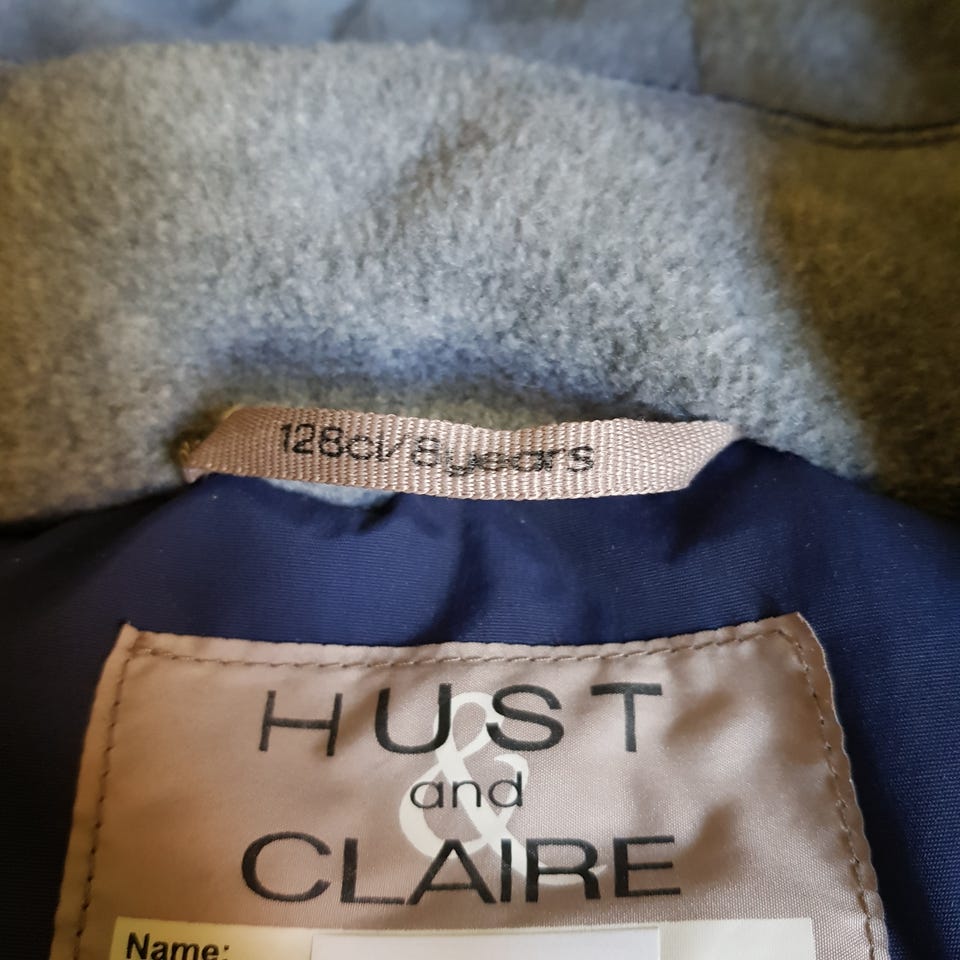 128cl/8years
HUST
&
and
CLAIRE
Name: